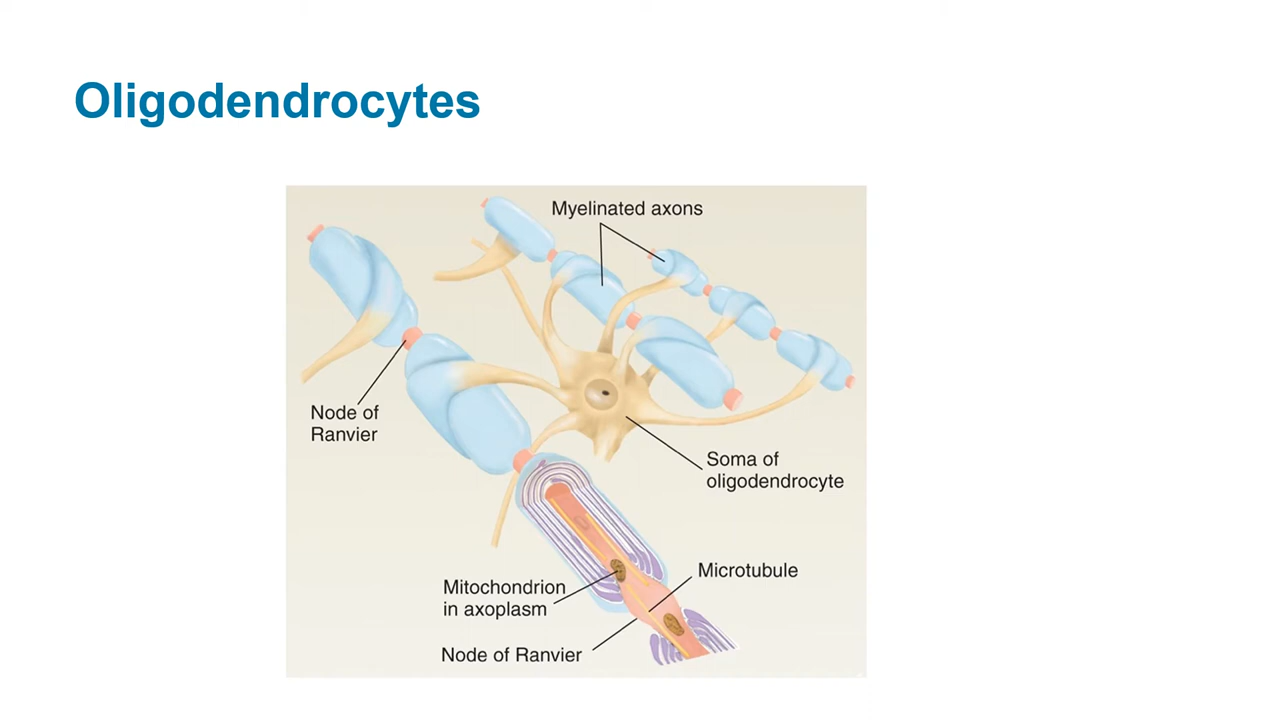 Oligodendrocytes
Myelinated axons
Node of
Ranvier
Soma of
oligodendrocyte
Microtubule
Mitochondrion
in axoplasm
Node of Ranvier